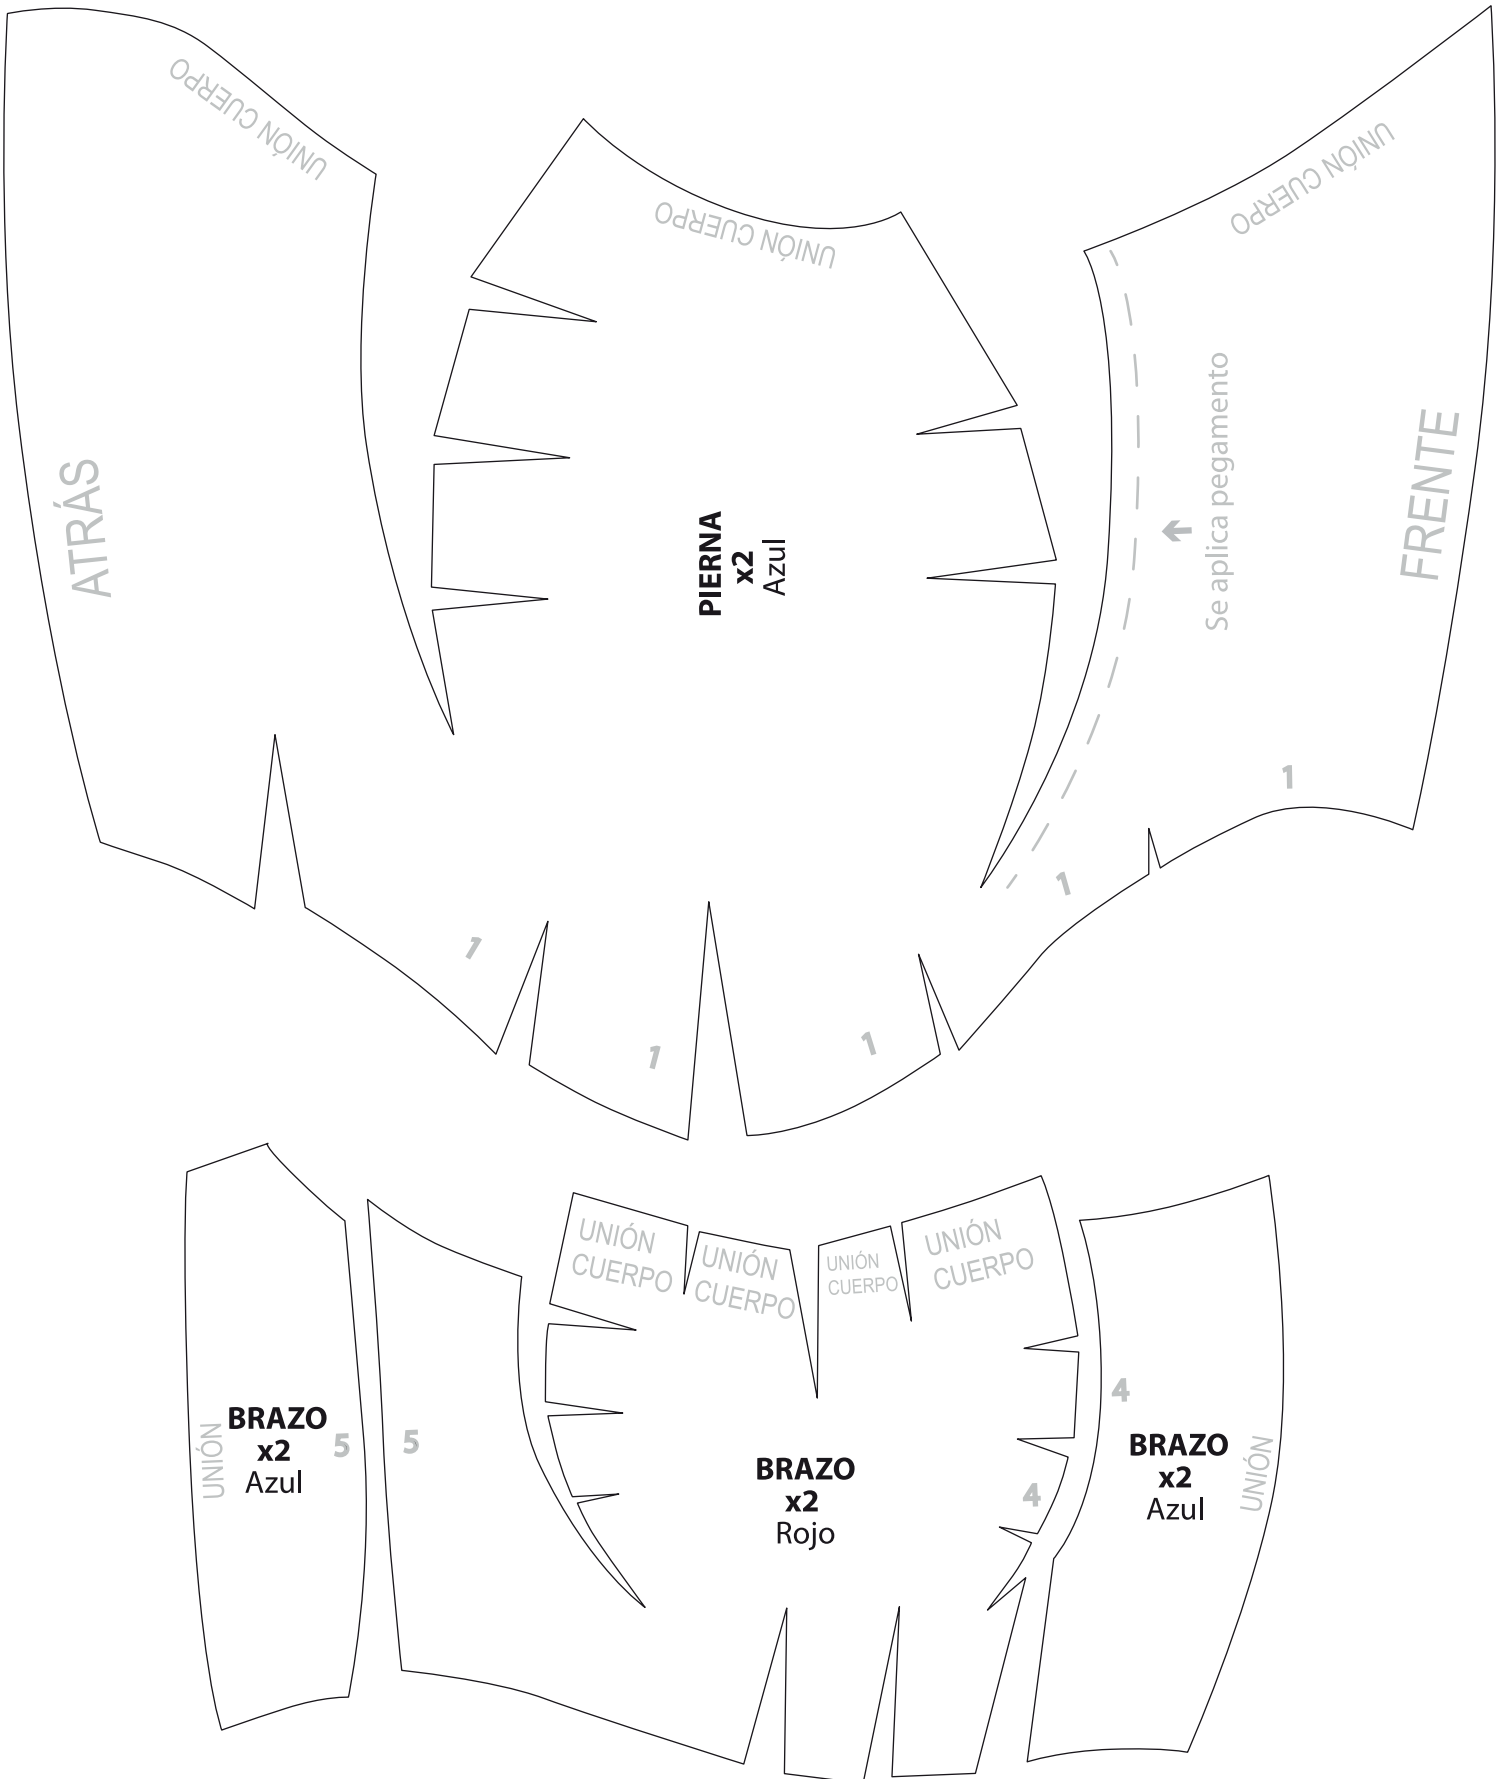 UNIÓN CUERPO
UNIÓN CUERPO
UNIÓN CUERPO
ATRÁS
PIERNA
x2
Azul
Se aplica pegamento
FRENTE
1
1
1
1
1
UNIÓN
CUERPO
UNIÓN
CUERPO
UNIÓN
CUERPO
UNIÓN
CUERPO
UNIÓN
BRAZO
x2
Azul
5
5
BRAZO
x2
Rojo
4
4
BRAZO
x2
Azul
UNIÓN